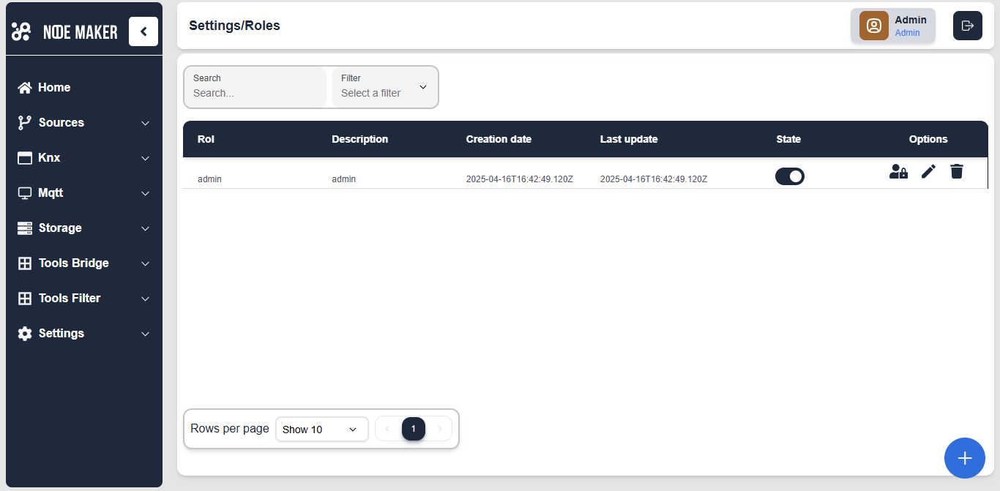 NODE MAKER
Home
Sources
Knx
Mqtt
Storage
Tools Bridge
Tools Filter
Settings
Settings/Roles
Admin
Admin
Search
Search...
Filter
Select a filter
Rol Description Creation date Last update State Options
admin admin 2025-04-16T16:42:49.120Z 2025-04-16T16:42:49.120Z
Rows per page Show 10 1